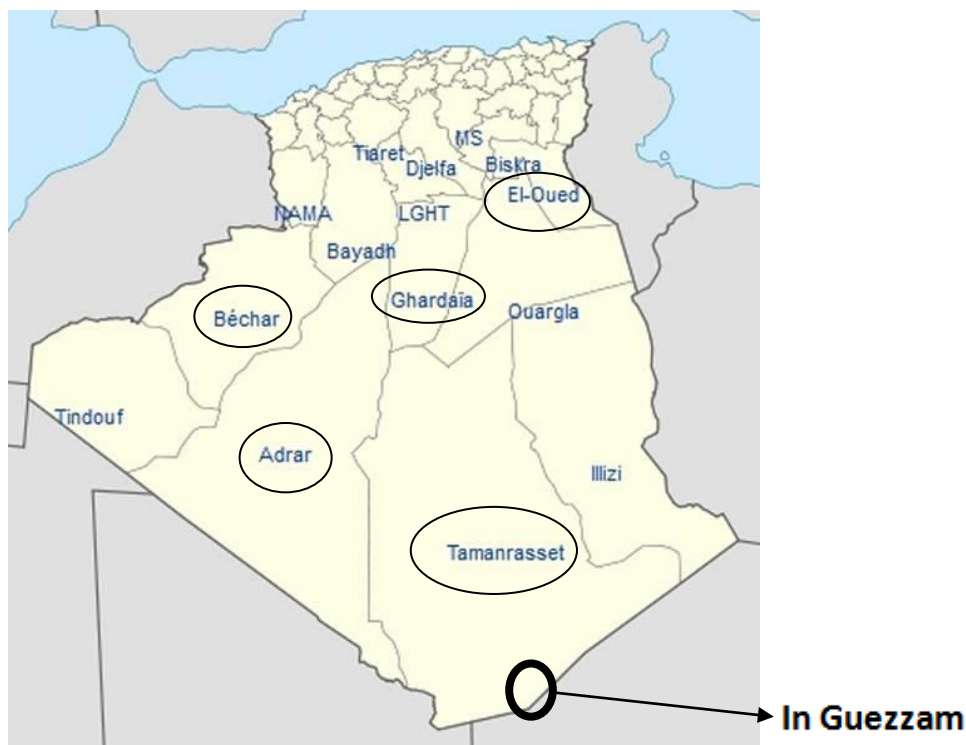 MS
Tiaret
Djelfa
Biskra
El-Oued
NAMA
LGHT
Bayadh
Ghardaïa
Béchar
Ouargla
Tindouf
Adrar
Illizi
Tamanrasset
In Guezzam